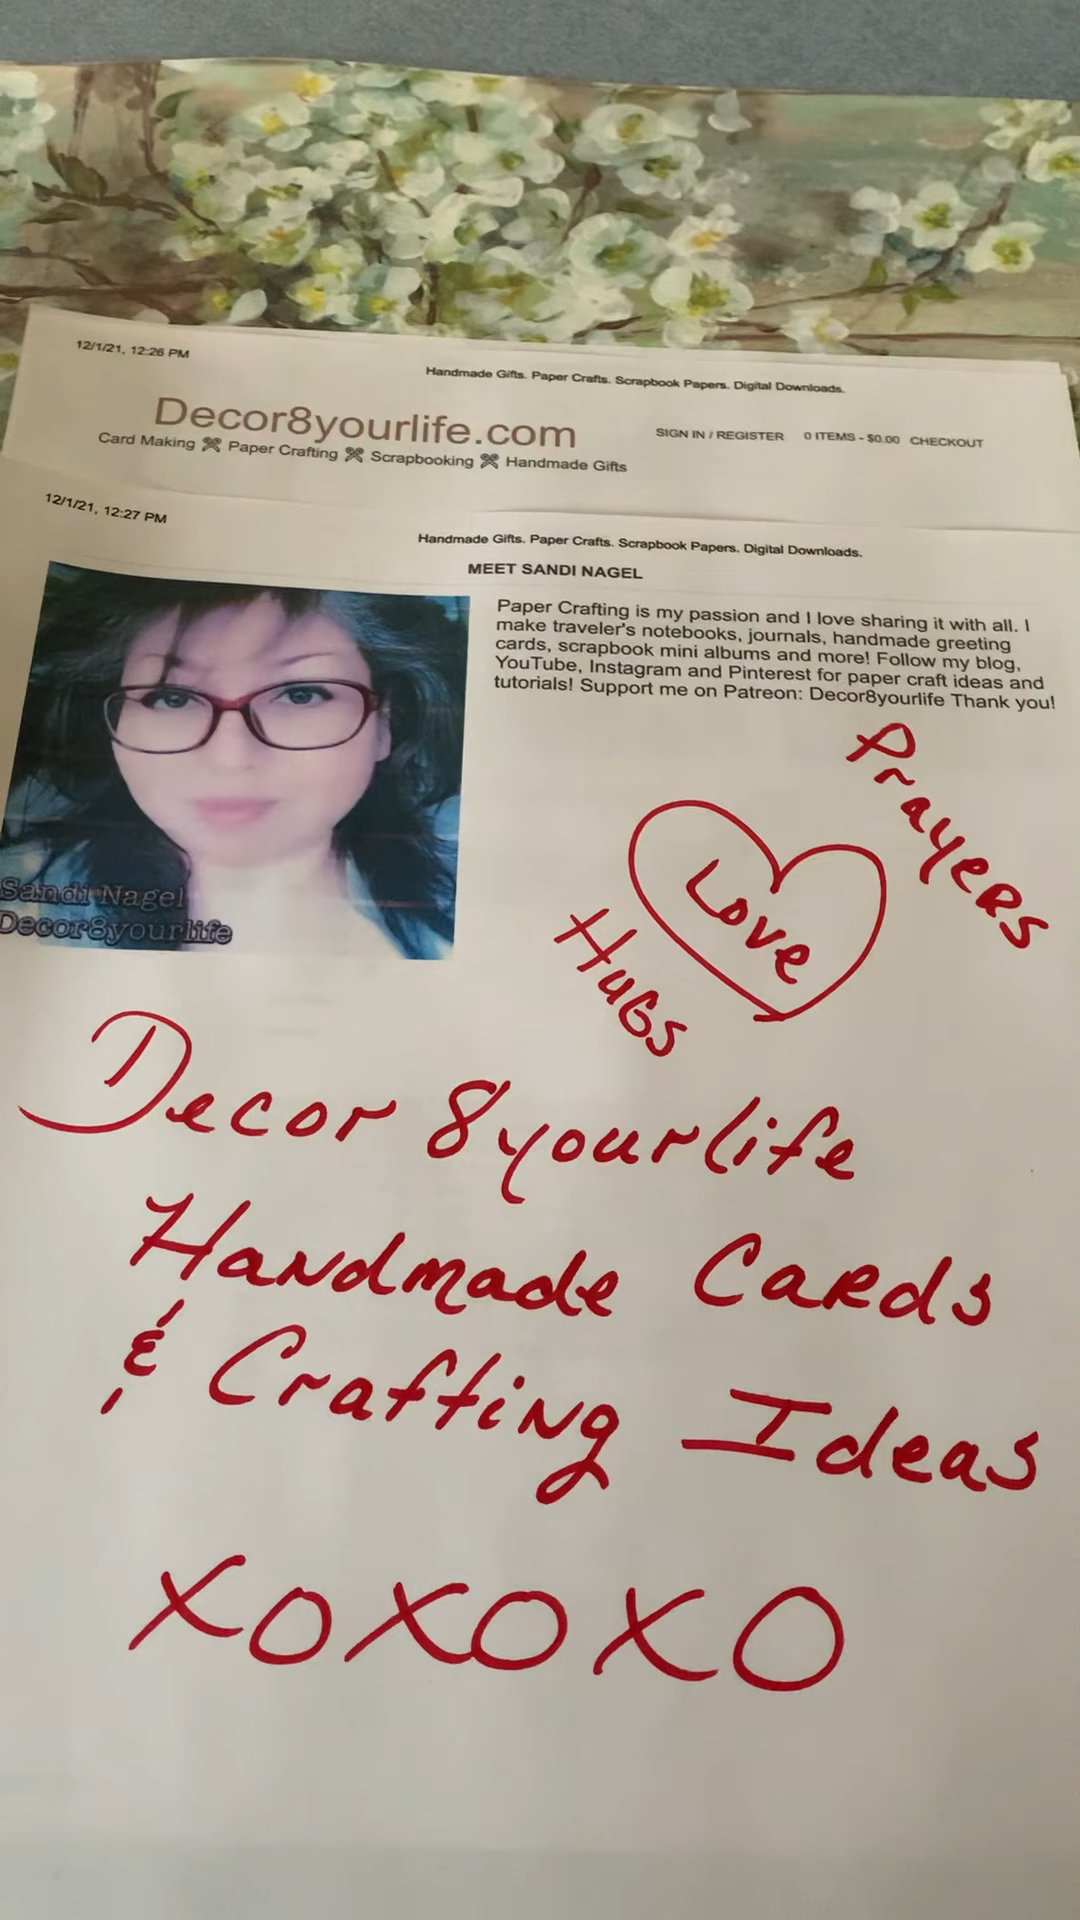 12/1/21, 12:26 PM
Handmade Gifts. Paper Crafts. Scrapbook Papers. Digital Downloads.
Decor8yourlife.com
SIGN IN / REGISTER 0 ITEMS - $0.00 CHECKOUT
Card Making Paper Crafting Scrapbooking Handmade Gifts
12/1/21, 12:27 PM
Handmade Gifts. Paper Crafts. Scrapbook Papers. Digital Downloads.
MEET SANDI NAGEL
Paper Crafting is my passion and I love sharing it with all. I
make traveler's notebooks, journals, handmade greeting
cards, scrapbook mini albums and more! Follow my blog,
YouTube, Instagram and Pinterest for paper craft ideas and
tutorials! Support me on Patreon: Decor8yourlife Thank you!
Sandi Nagel
Decor8yourlife
Prayers
Love
Hugs
Decor 8yourlife
Handmade Cards
& Crafting Ideas
XOXOXO